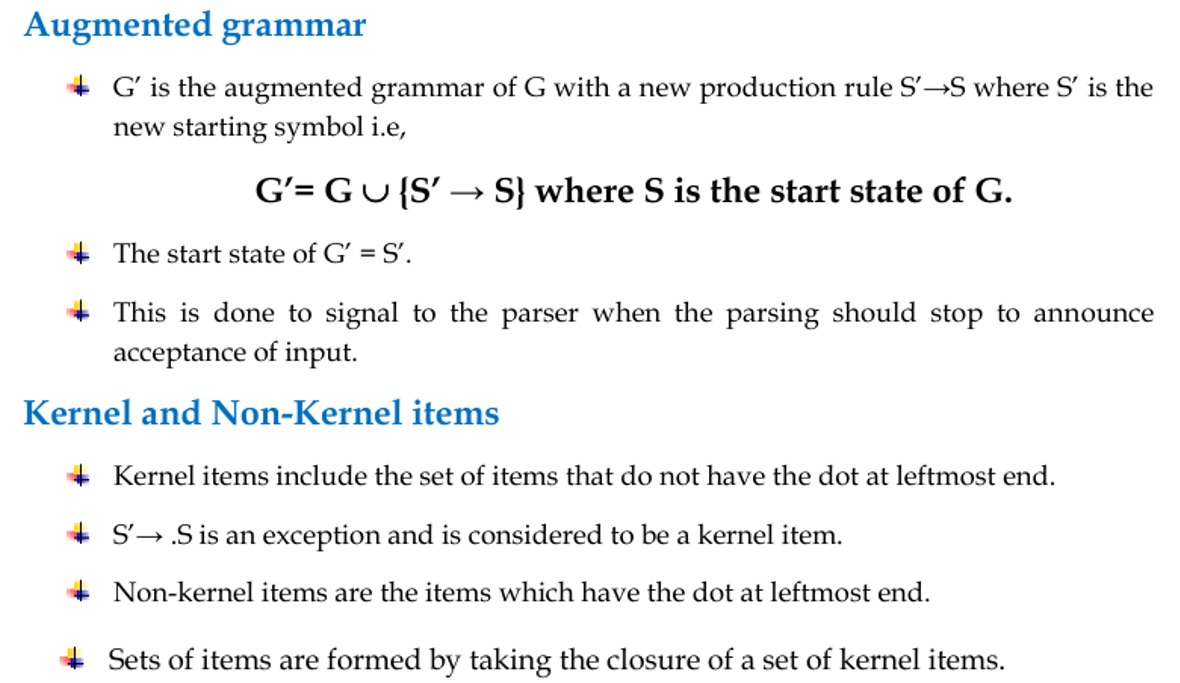 Augmented grammar
G′ is the augmented grammar of G with a new production rule S′→S where S′ is the
new starting symbol i.e,
G′= G ∪ {S′ → S} where S is the start state of G.
The start state of G′ = S′.
This is done to signal to the parser when the parsing should stop to announce
acceptance of input.
Kernel and Non-Kernel items
Kernel items include the set of items that do not have the dot at leftmost end.
S′→ .S is an exception and is considered to be a kernel item.
Non-kernel items are the items which have the dot at leftmost end.
Sets of items are formed by taking the closure of a set of kernel items.